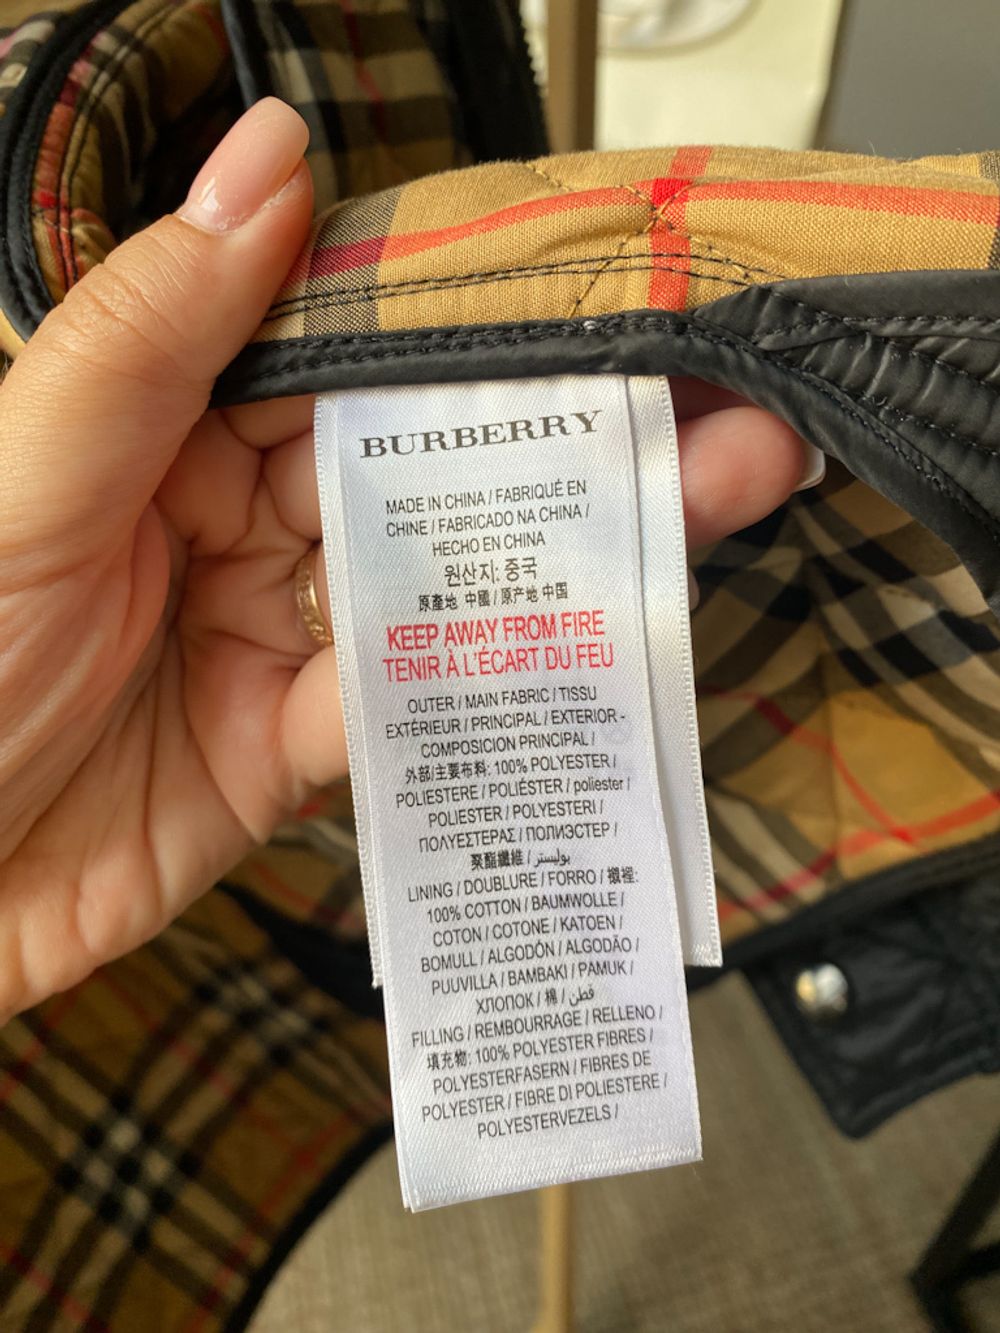 BURBERRY
MADE IN CHINA / FABRIQUÉ EN
CHINE / FABRICADO NA CHINA /
HECHO EN CHINA
원산지: 중국
原產地 中國 / 原产地 中国
KEEP AWAY FROM FIRE
TENIR À L'ÉCART DU FEU
OUTER / MAIN FABRIC / TISSU
EXTÉRIEUR / PRINCIPAL / EXTERIOR -
COMPOSICION PRINCIPAL /
外部/主要布料: 100% POLYESTER /
POLIESTERE / POLIÉSTER / poliester /
POLIESTER / POLYESTERI /
ΠΟΛΥΕΣΤΕΡΑΣ / ПОЛИЭСТЕР /
聚酯纖維 / بوليستر /
LINING / DOUBLURE / FORRO / 襯裡:
100% COTTON / BAUMWOLLE /
COTON / COTONE / KATOEN /
BOMULL / ALGODÓN / ALGODÃO /
PUUVILLA / BAMBAKI / PAMUK /
ХЛОПОК / 棉 / قطن /
FILLING / REMBOURRAGE / RELLENO /
填充物: 100% POLYESTER FIBRES /
POLYESTERFASERN / FIBRES DE
POLYESTER / FIBRE DI POLIESTERE /
POLYESTERVEZELS /